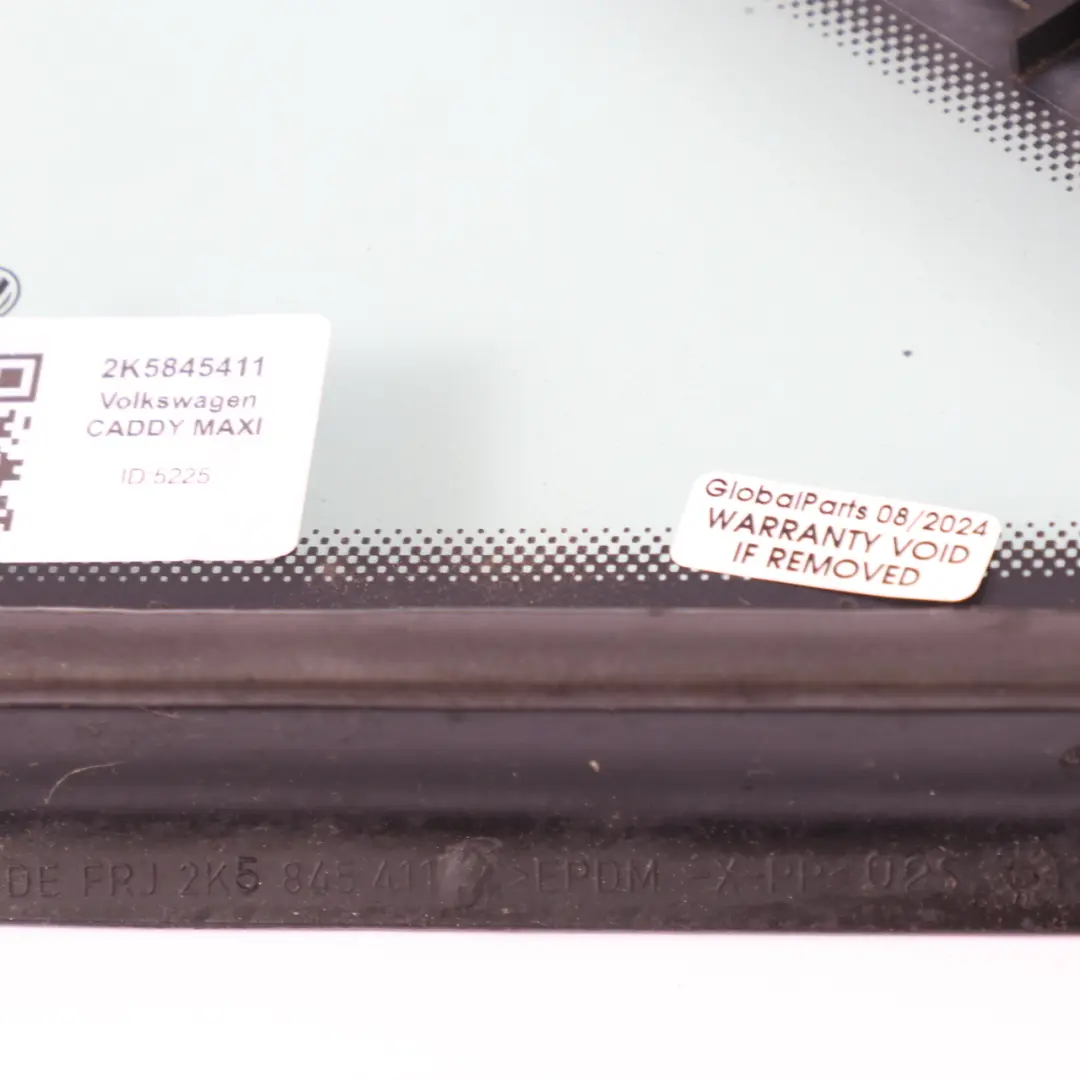 2K5845411
Volkswagen
CADDY MAXI
ID:5225
GlobalParts 08/2024
WARRANTY VOID
IF REMOVED
DE FRJ 2K5 845 411 >EPDM -X-PP< 02S